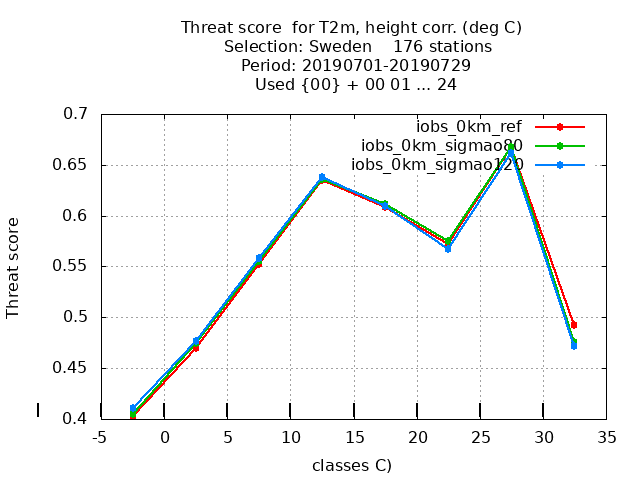 Threat score  for T2m, height corr. (deg C)
Selection: Sweden    176 stations
Period: 20190701-20190729
Used {00} + 00 01 ... 24
iobs_0km_ref
iobs_0km_sigmao80
iobs_0km_sigmao120
0.7
0.65
0.6
0.55
0.5
0.45
0.4
Threat score
-5
0
5
10
15
20
25
30
35
classes C)